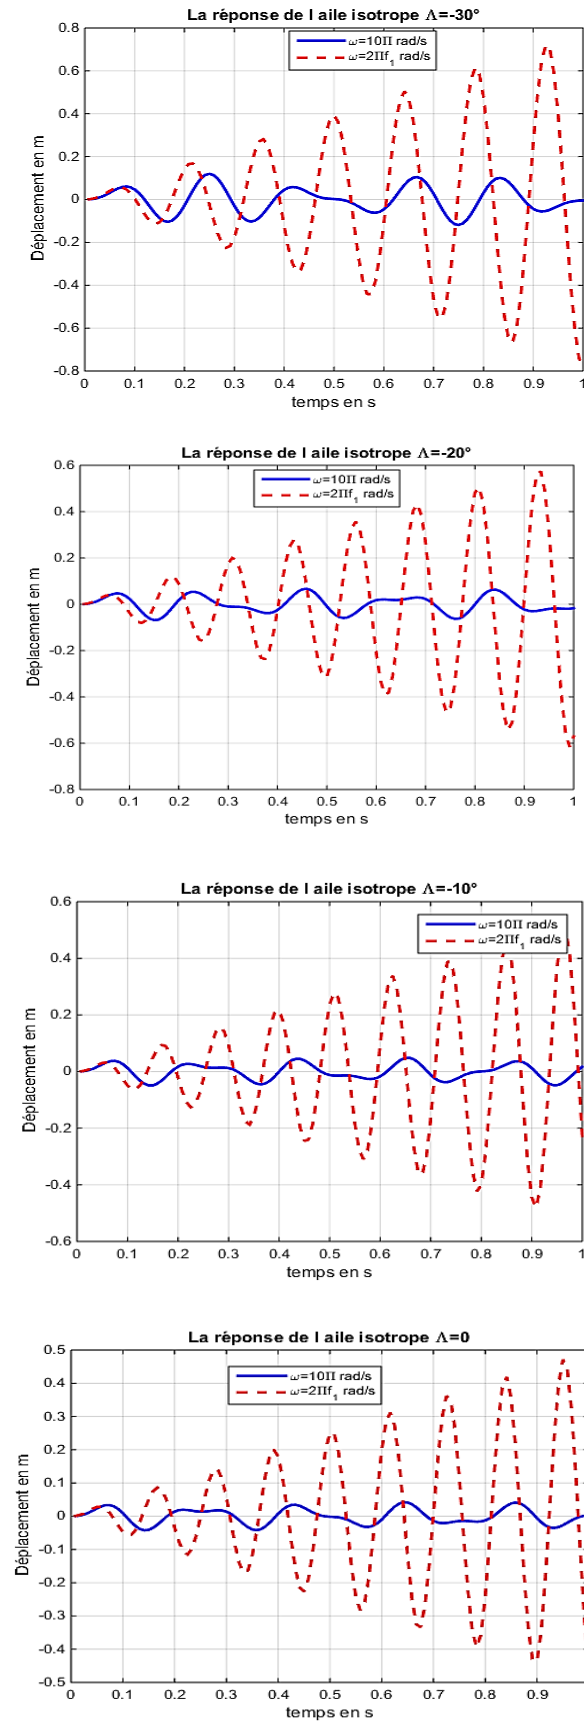 La réponse de l aile isotrope Λ=-30°
ω=10Π rad/s
ω=2Πf₁ rad/s
0.8
0.6
0.4
0.2
0
-0.2
-0.4
-0.6
-0.8
Déplacement en m
0 0.1 0.2 0.3 0.4 0.5 0.6 0.7 0.8 0.9 1
temps en s
La réponse de l aile isotrope Λ=-20°
ω=10Π rad/s
ω=2Πf₁ rad/s
0.6
0.4
0.2
0
-0.2
-0.4
-0.6
-0.8
Déplacement en m
0 0.1 0.2 0.3 0.4 0.5 0.6 0.7 0.8 0.9 1
temps en s
La réponse de l aile isotrope Λ=-10°
ω=10Π rad/s
ω=2Πf₁ rad/s
0.6
0.4
0.2
0
-0.2
-0.4
-0.6
Déplacement en m
0 0.1 0.2 0.3 0.4 0.5 0.6 0.7 0.8 0.9 1
temps en s
La réponse de l aile isotrope Λ=0
ω=10Π rad/s
ω=2Πf₁ rad/s
0.5
0.4
0.3
0.2
0.1
0
-0.1
-0.2
-0.3
-0.4
-0.5
Déplacement en m
0 0.1 0.2 0.3 0.4 0.5 0.6 0.7 0.8 0.9
temps en s